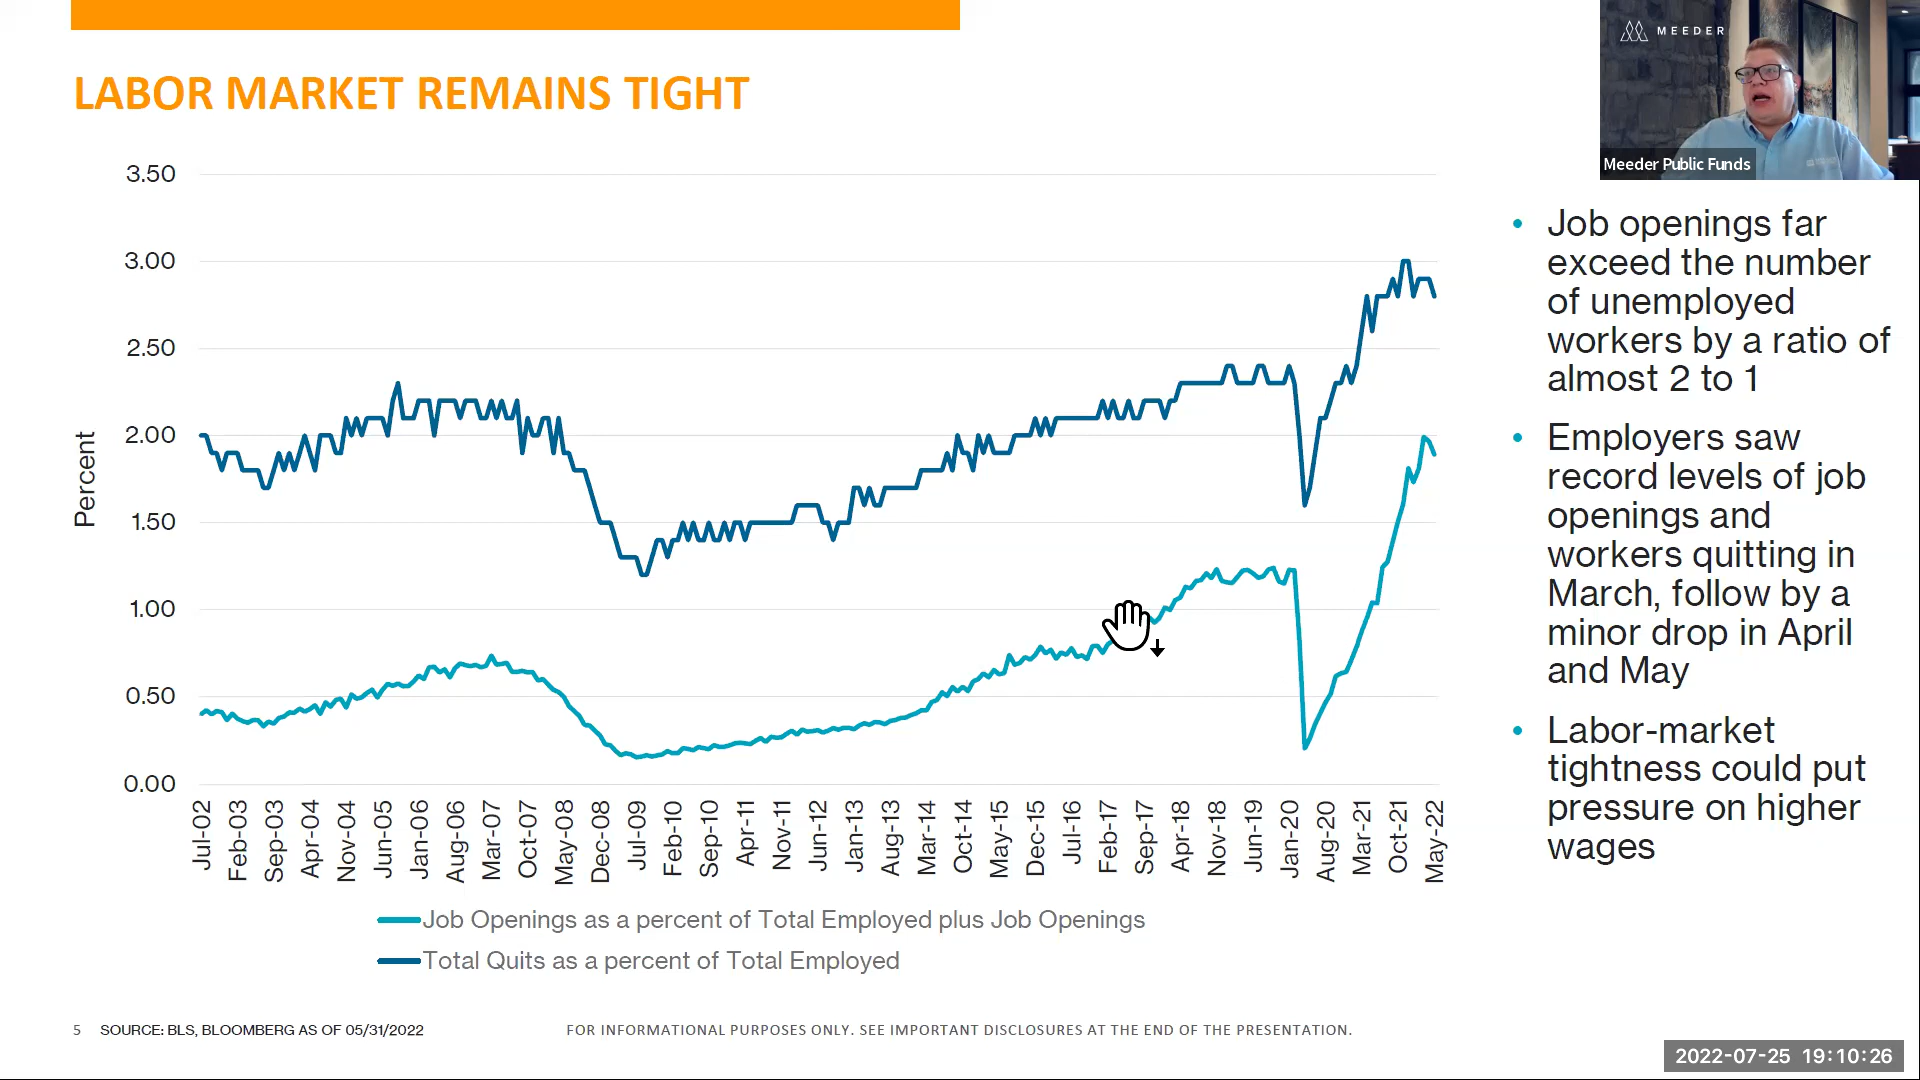 MEEDER
Meeder Public Funds
LABOR MARKET REMAINS TIGHT
Percent
3.50
3.00
2.50
2.00
1.50
1.00
0.50
0.00
Jul-02
Feb-03
Sep-03
Apr-04
Nov-04
Jun-05
Jan-06
Aug-06
Mar-07
Oct-07
May-08
Dec-08
Jul-09
Feb-10
Sep-10
Apr-11
Nov-11
Jun-12
Jan-13
Aug-13
Mar-14
Oct-14
May-15
Dec-15
Jul-16
Feb-17
Sep-17
Apr-18
Nov-18
Jun-19
Jan-20
Aug-20
Mar-21
Oct-21
May-22
Job Openings as a percent of Total Employed plus Job Openings
Total Quits as a percent of Total Employed
• Job openings far
exceed the number
of unemployed
workers by a ratio of
almost 2 to 1
• Employers saw
record levels of job
openings and
workers quitting in
March, follow by a
minor drop in April
and May
• Labor-market
tightness could put
pressure on higher
wages
5 SOURCE: BLS, BLOOMBERG AS OF 05/31/2022
FOR INFORMATIONAL PURPOSES ONLY. SEE IMPORTANT DISCLOSURES AT THE END OF THE PRESENTATION.
2022-07-25 19:10:26